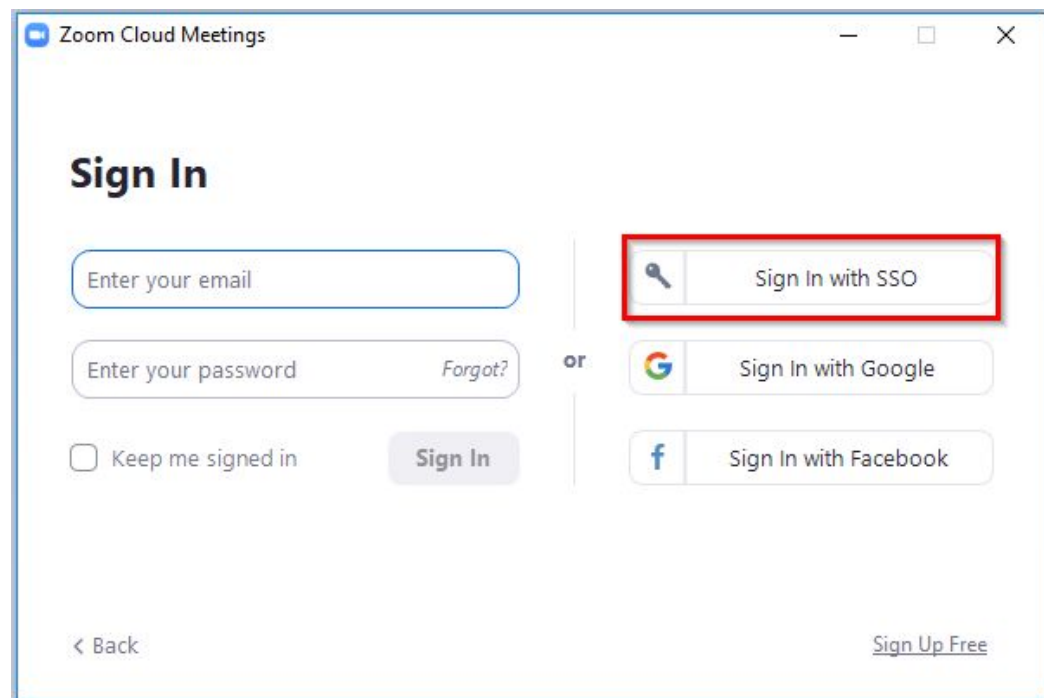 Zoom Cloud Meetings
Sign In
Enter your email
Enter your password Forgot?
Keep me signed in Sign In
or
Sign In with SSO
Sign In with Google
Sign In with Facebook
< Back
Sign Up Free